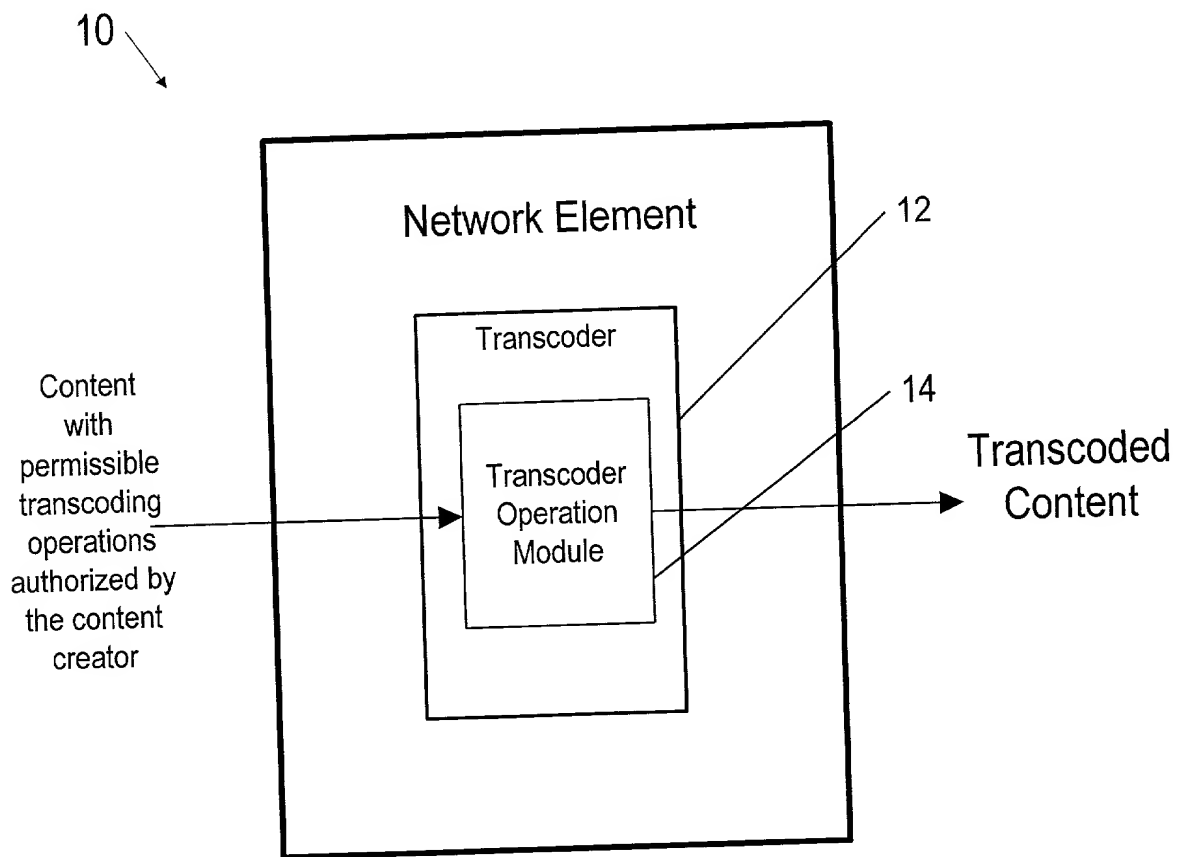 10
Network Element
12
Transcoder
Content
with
permissible
transcoding
operations
authorized by
the content
creator
14
Transcoder
Operation
Module
Transcoded
Content